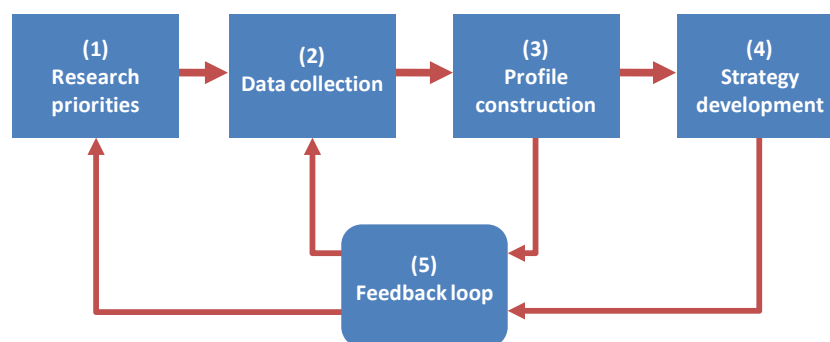 (1)
Research
priorities
(2)
Data collection
(3)
Profile
construction
(4)
Strategy
development
(5)
Feedback loop